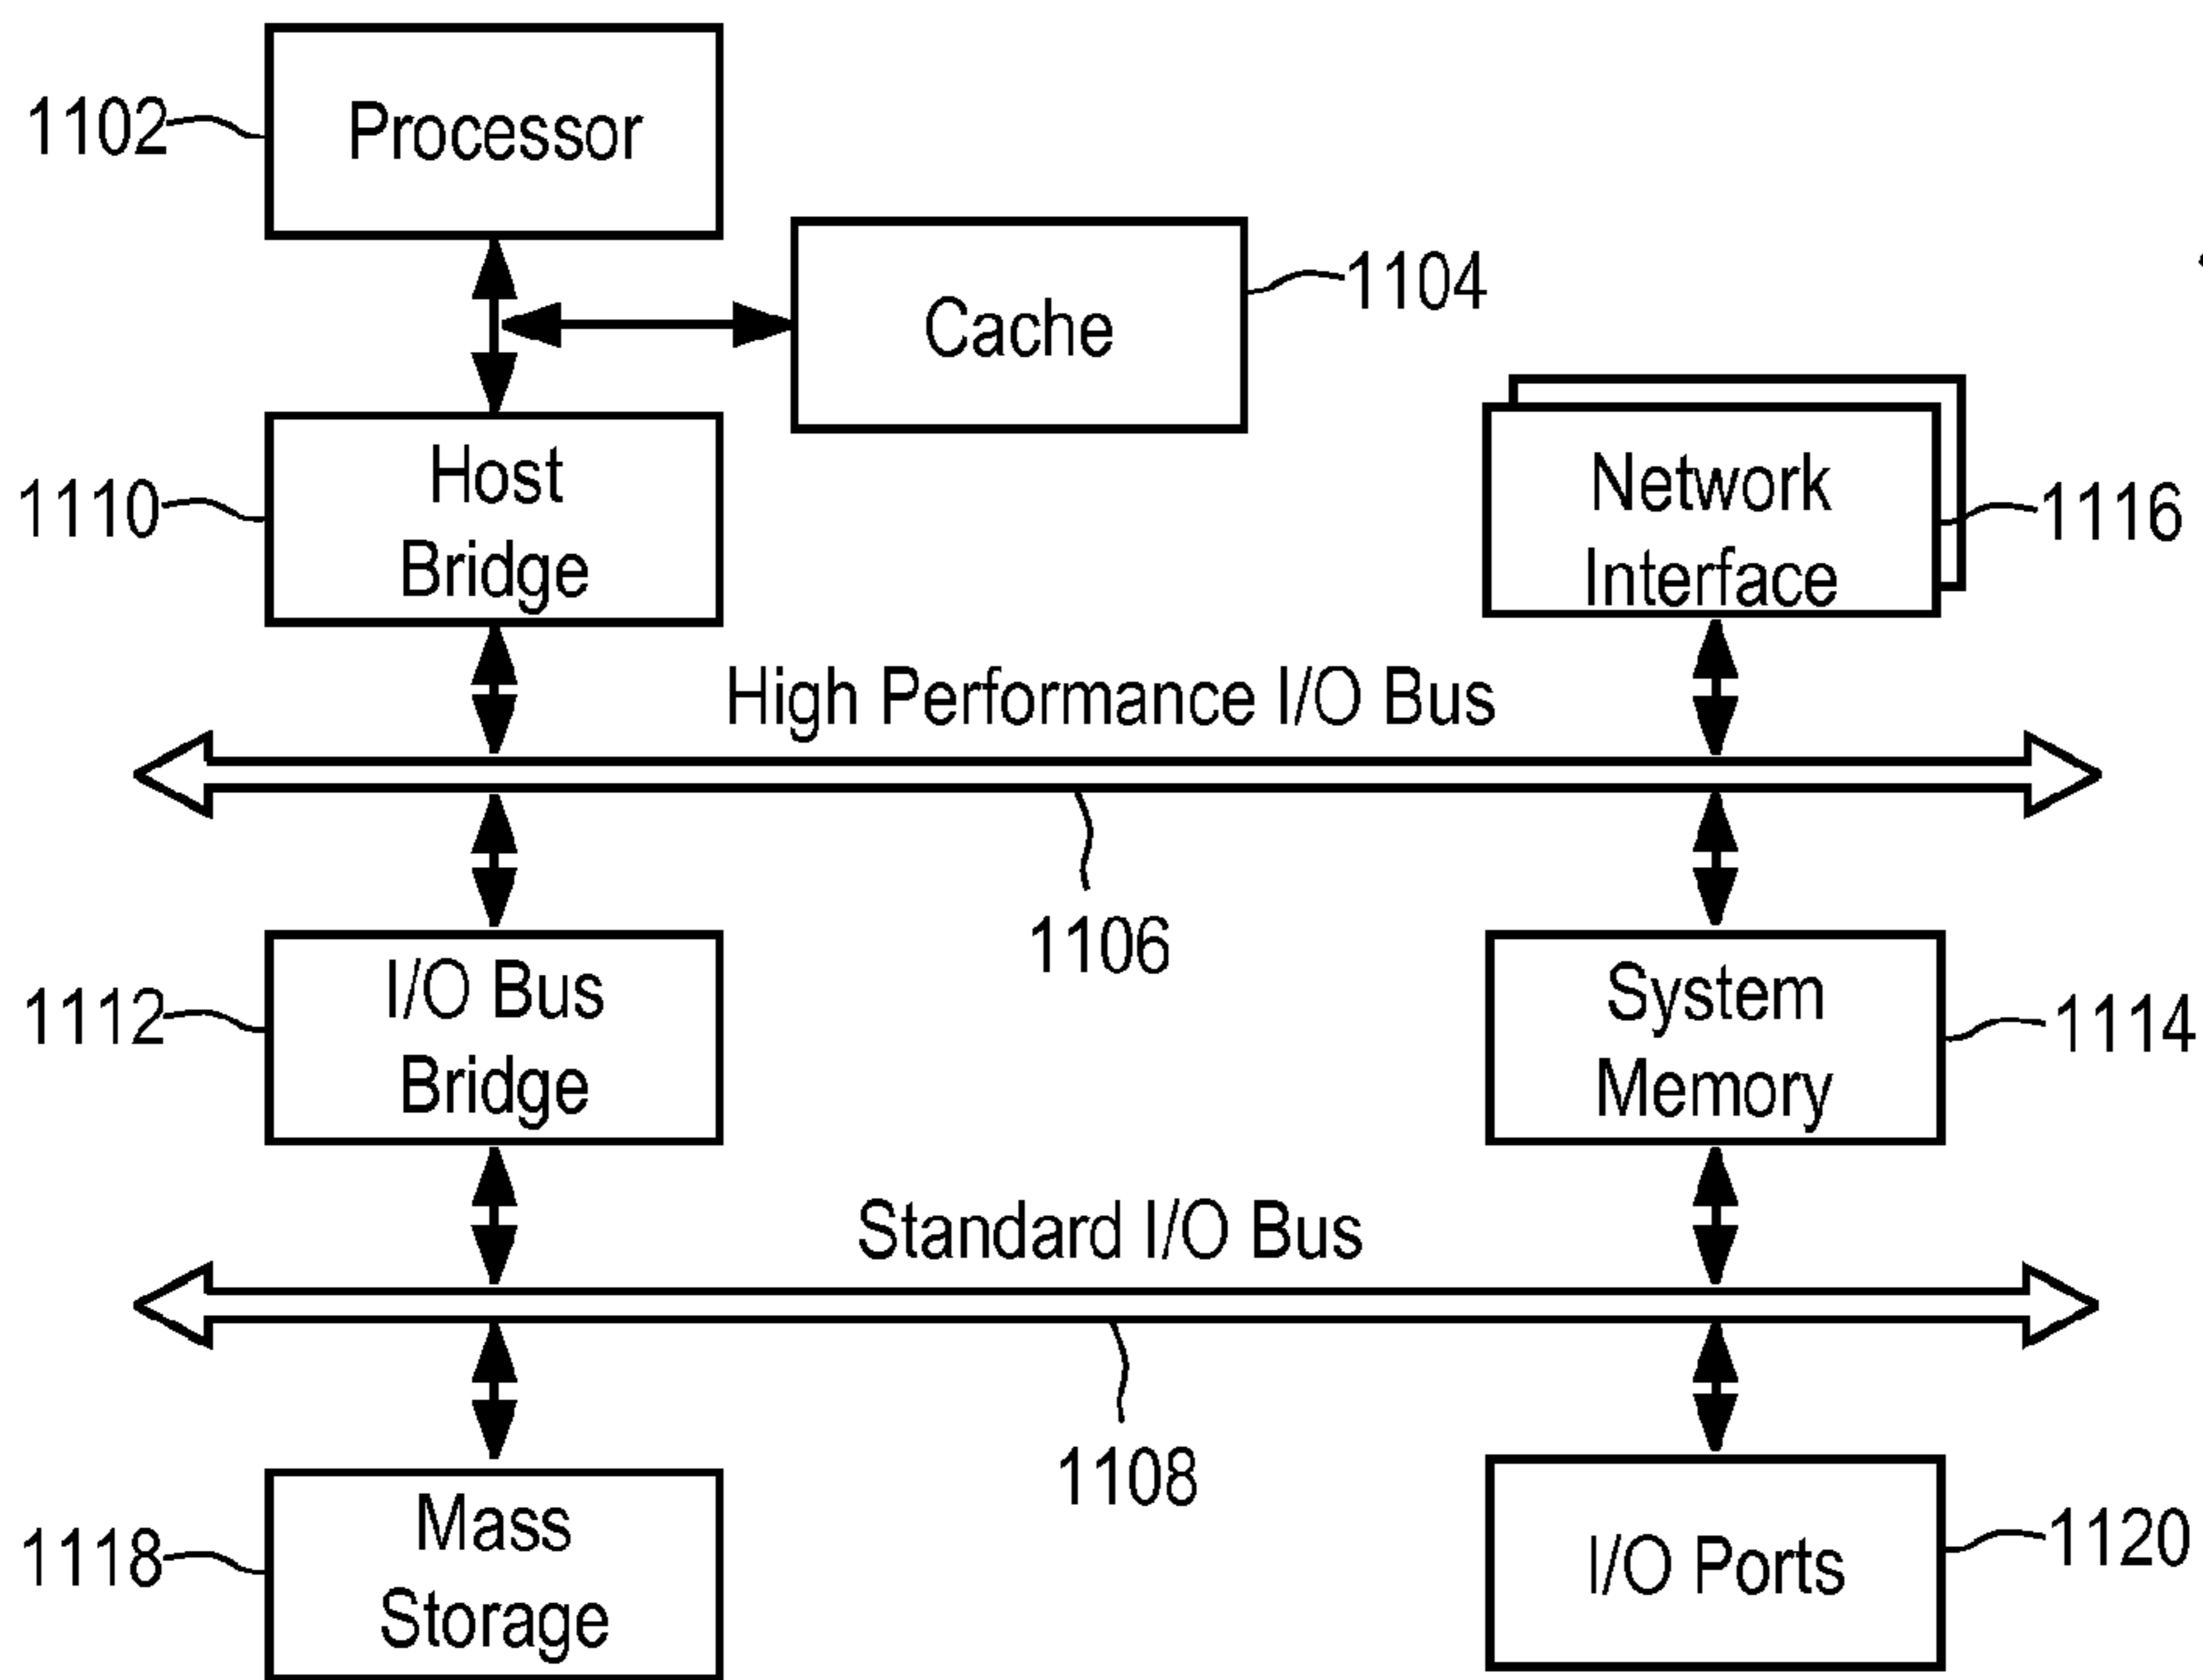 1102
Processor
Cache
1104
1110
Host
Bridge
Network
Interface
1116
High Performance I/O Bus
1106
1112
I/O Bus
Bridge
System
Memory
1114
Standard I/O Bus
1108
1118
Mass
Storage
I/O Ports
1120